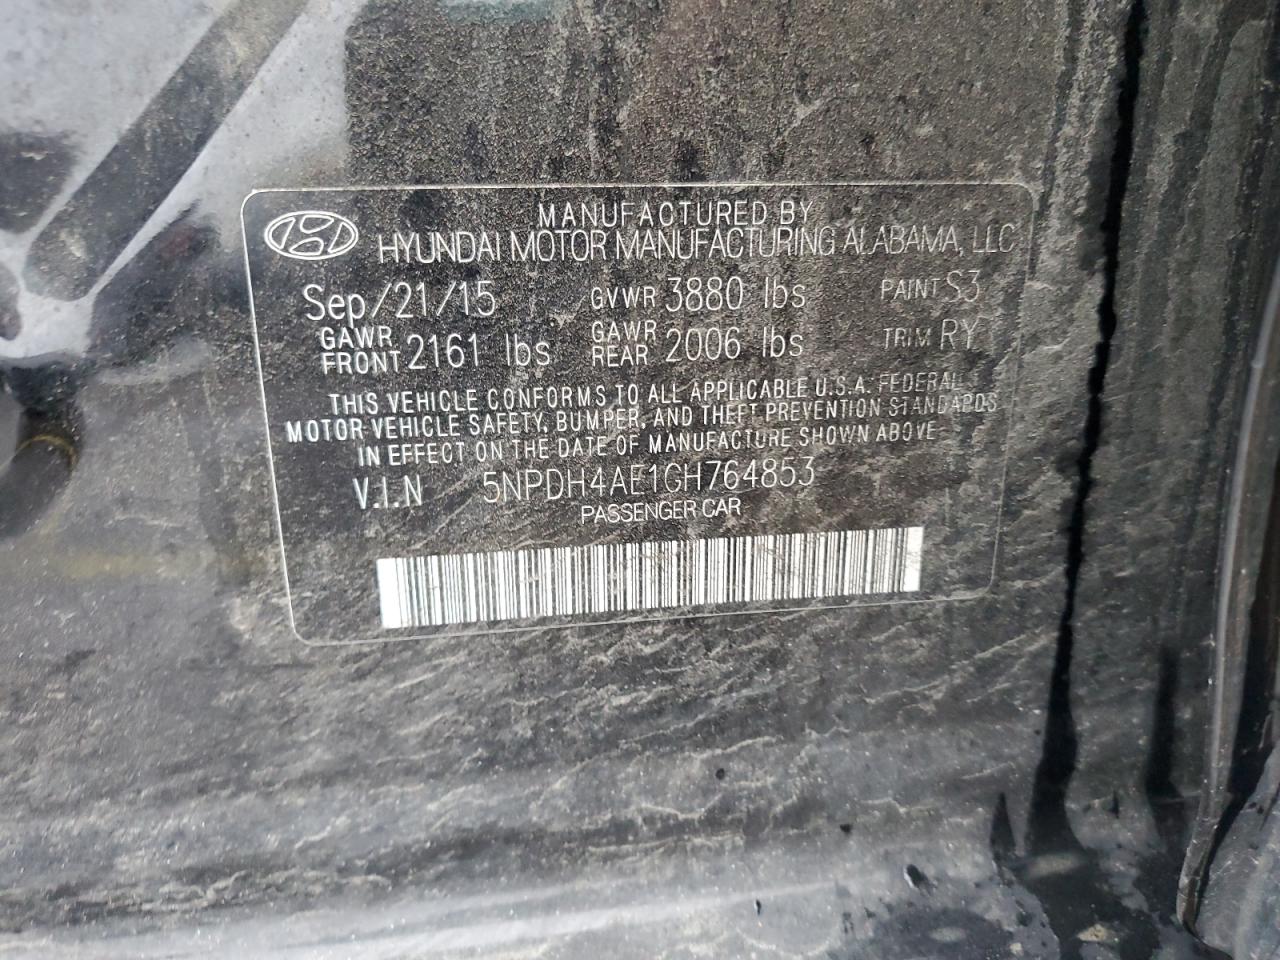 MANUFACTURED BY
HYUNDAI MOTOR MANUFACTURING ALABAMA, LLC
Sep/21/15 GVWR 3880 lbs PAINT S3
GAWR FRONT 2161 lbs GAWR REAR 2006 lbs TRIM RY
THIS VEHICLE CONFORMS TO ALL APPLICABLE U.S.A. FEDERAL
MOTOR VEHICLE SAFETY, BUMPER, AND THEFT PREVENTION STANDARDS
IN EFFECT ON THE DATE OF MANUFACTURE SHOWN ABOVE
V.I.N 5NPDH4AE1GH764853
PASSENGER CAR